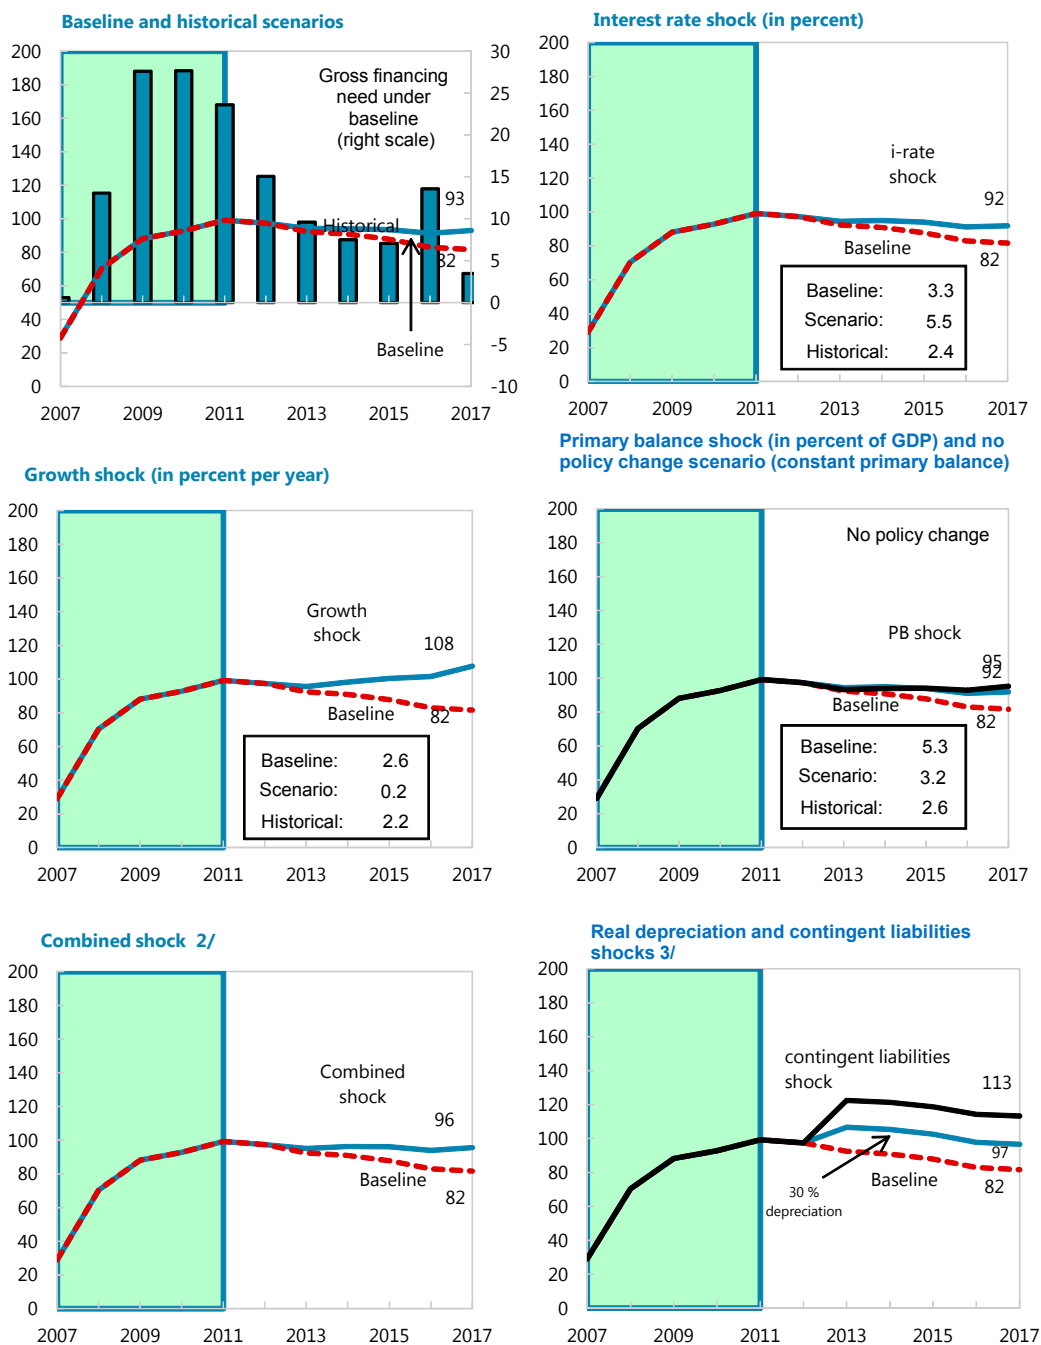 Baseline and historical scenarios
200
180
160
140
120
100
80
60
40
20
0
30
25
20
15
10
5
0
-5
-10
Gross financing
need under
baseline
(right scale)
93
Historical
82
Baseline
2007 2009 2011 2013 2015 2017
Interest rate shock (in percent)
200
180
160
140
120
100
80
60
40
20
0
i-rate
shock
92
Baseline
82
Baseline: 3.3
Scenario: 5.5
Historical: 2.4
2007 2009 2011 2013 2015 2017
Growth shock (in percent per year)
200
180
160
140
120
100
80
60
40
20
0
Growth
shock
108
Baseline
82
Baseline: 2.6
Scenario: 0.2
Historical: 2.2
2007 2009 2011 2013 2015 2017
Primary balance shock (in percent of GDP) and no
policy change scenario (constant primary balance)
200
180
160
140
120
100
80
60
40
20
0
No policy change
PB shock
95
92
Baseline
82
Baseline: 5.3
Scenario: 3.2
Historical: 2.6
2007 2009 2011 2013 2015 2017
Combined shock 2/
200
180
160
140
120
100
80
60
40
20
0
Combined
shock
96
Baseline
82
2007 2009 2011 2013 2015 2017
Real depreciation and contingent liabilities
shocks 3/
200
180
160
140
120
100
80
60
40
20
0
contingent liabilities
shock
113
97
Baseline
82
30 %
depreciation
2007 2009 2011 2013 2015 2017